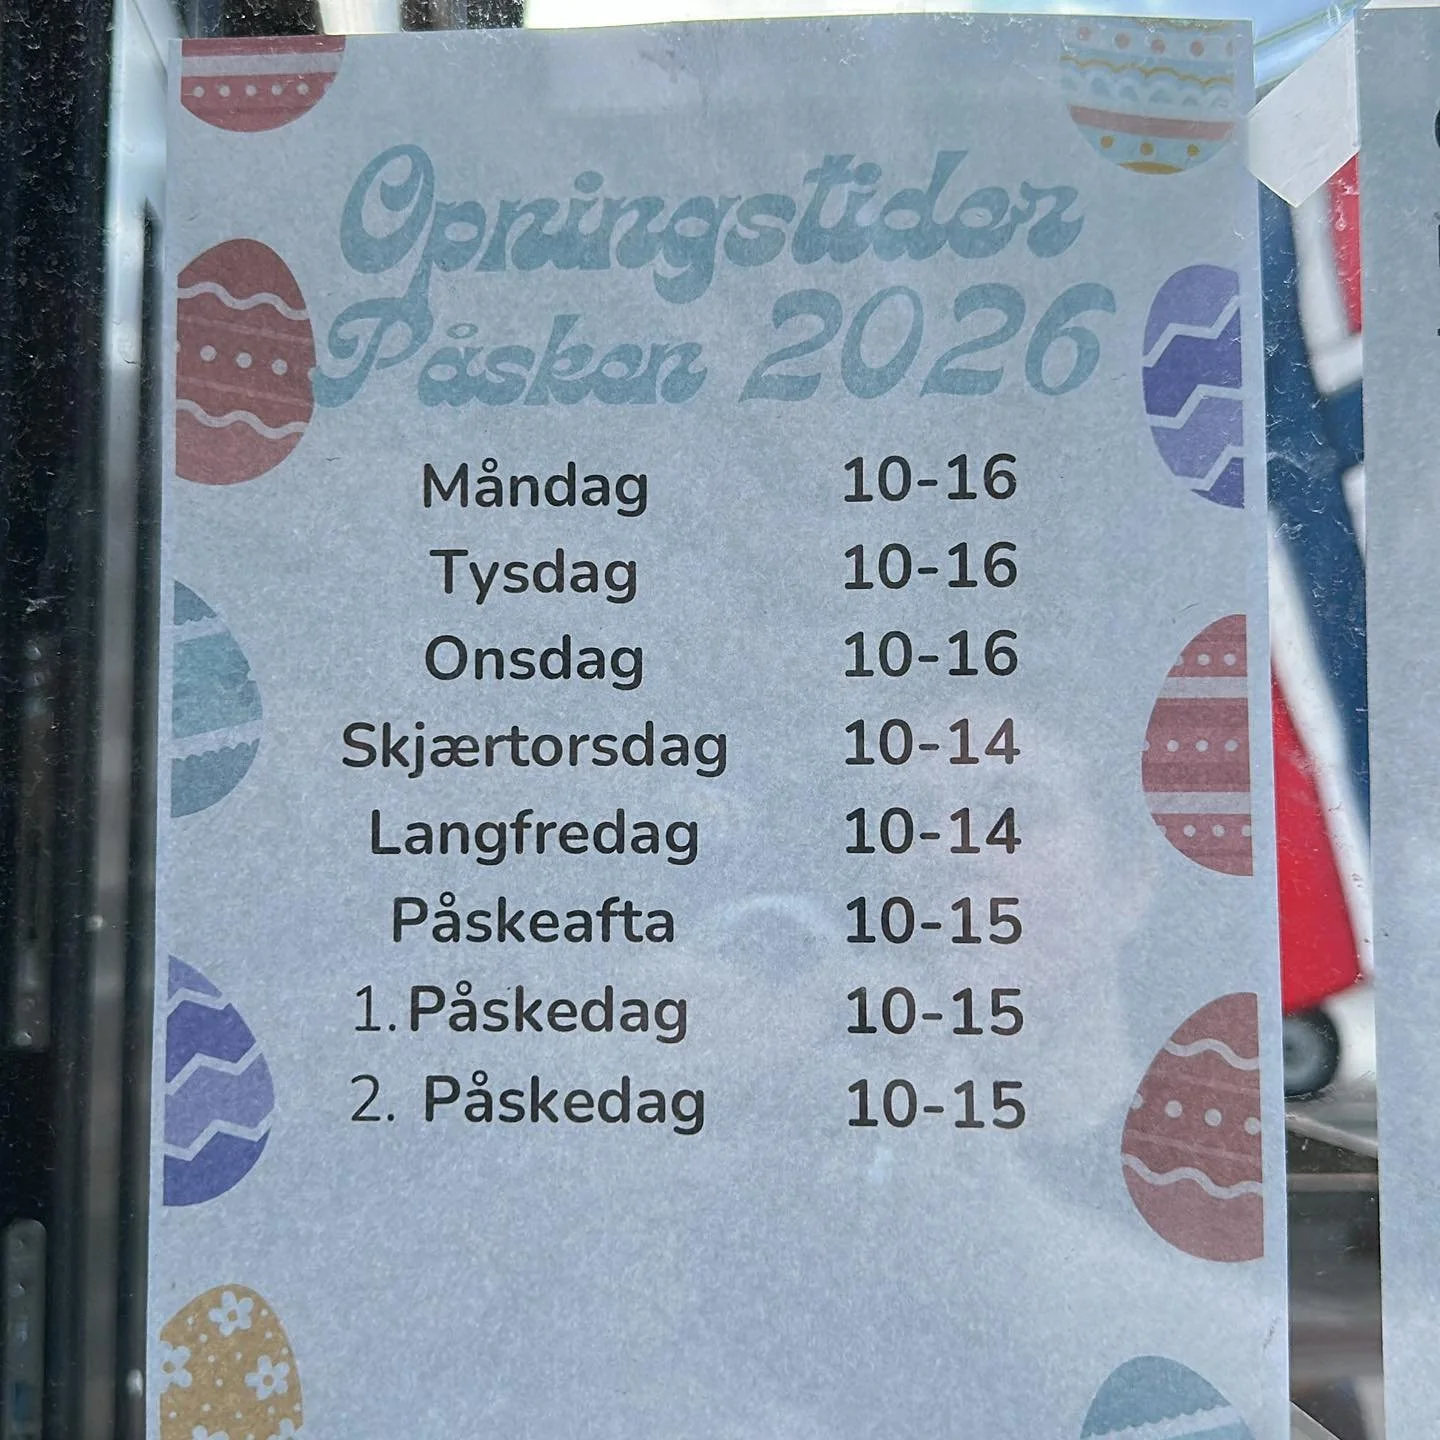 Opningstider
Påsken 2026
Måndag 10-16
Tysdag 10-16
Onsdag 10-16
Skjærtorsdag 10-14
Langfredag 10-14
Påskeafta 10-15
1. Påskedag 10-15
2. Påskedag 10-15